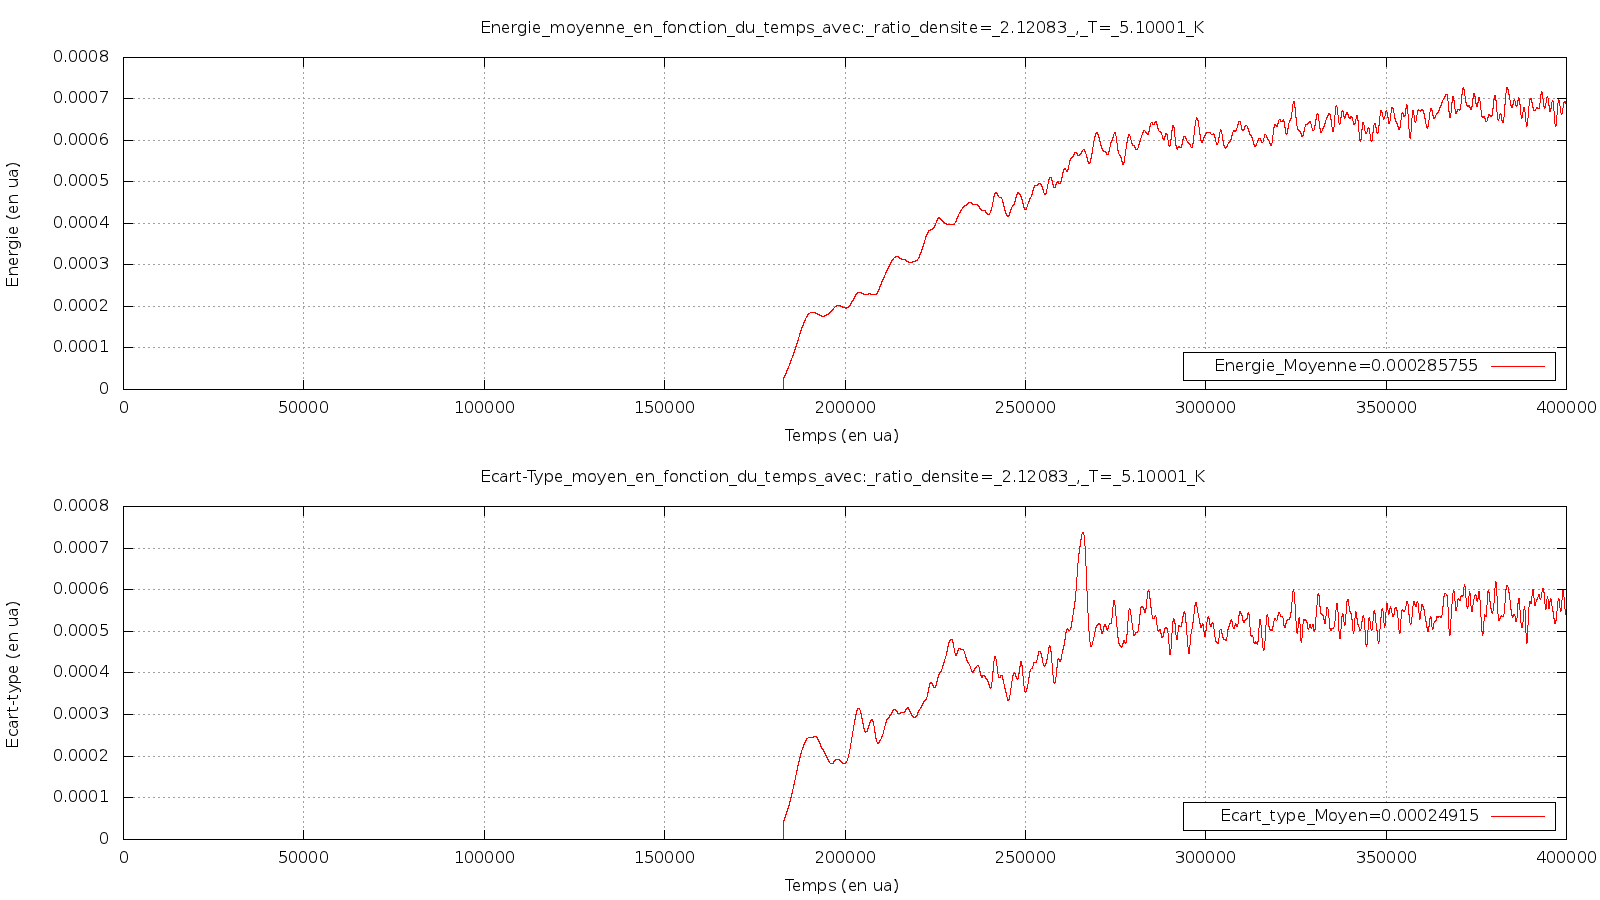 Energie_moyenne_en_fonction_du_temps_avec:_ratio_densite=_2.12083_,_T=_5.10001_K
0.0008
0.0007
0.0006
0.0005
0.0004
0.0003
0.0002
0.0001
0
Energie (en ua)
Energie_Moyenne=0.000285755
0 50000 100000 150000 200000 250000 300000 350000 400000
Temps (en ua)
Ecart-Type_moyen_en_fonction_du_temps_avec:_ratio_densite=_2.12083_,_T=_5.10001_K
0.0008
0.0007
0.0006
0.0005
0.0004
0.0003
0.0002
0.0001
0
Ecart-type (en ua)
Ecart_type_Moyen=0.00024915
0 50000 100000 150000 200000 250000 300000 350000 400000
Temps (en ua)